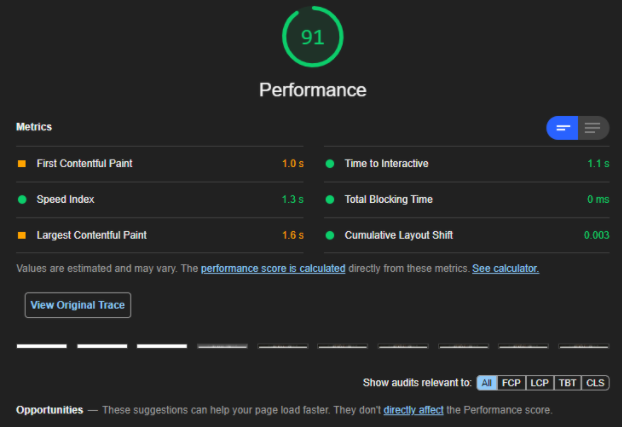 91
Performance
Metrics
First Contentful Paint 1.0 s Time to Interactive 1.1 s
Speed Index 1.3 s Total Blocking Time 0 ms
Largest Contentful Paint 1.6 s Cumulative Layout Shift 0.003
Values are estimated and may vary. The performance score is calculated directly from these metrics. See calculator.
View Original Trace
Show audits relevant to: All FCP LCP TBT CLS
Opportunities — These suggestions can help your page load faster. They don't directly affect the Performance score.